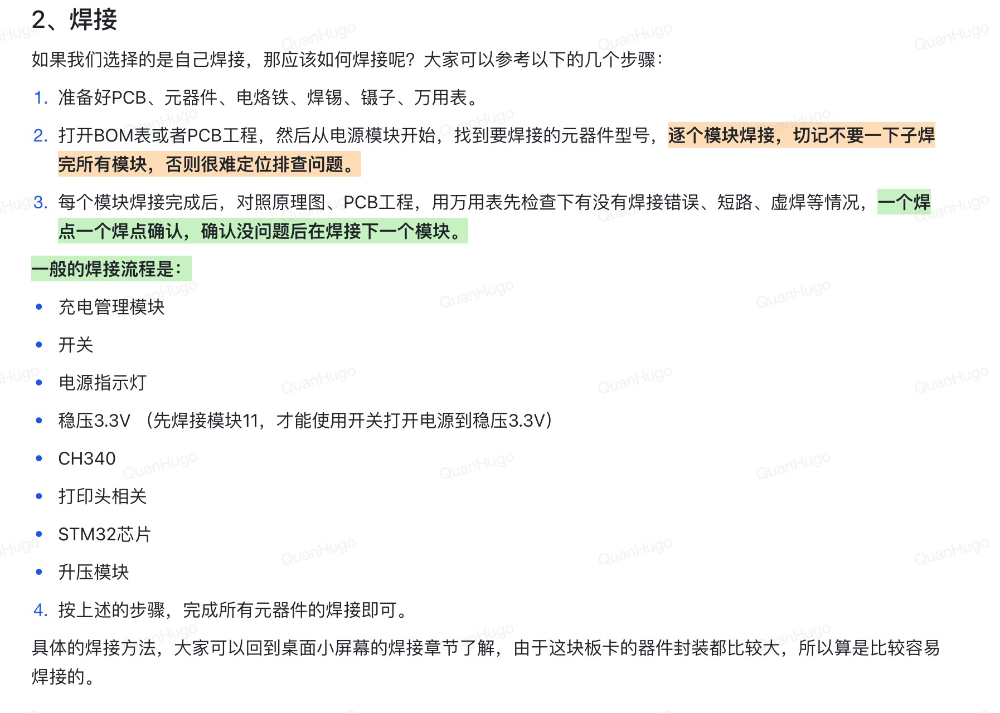 2、焊接
如果我们选择的是自己焊接，那应该如何焊接呢？大家可以参考以下的几个步骤：
1. 准备好PCB、元器件、电烙铁、焊锡、镊子、万用表。
2. 打开BOM表或者PCB工程，然后从电源模块开始，找到要焊接的元器件型号，逐个模块焊接，切记不要一下子焊
完所有模块，否则很难定位排查问题。
3. 每个模块焊接完成后，对照原理图、PCB工程，用万用表先检查下有没有焊接错误、短路、虚焊等情况，一个焊
点一个焊点确认，确认没问题后在焊接下一个模块。
一般的焊接流程是：
• 充电管理模块
• 开关
• 电源指示灯
• 稳压3.3V （先焊接模块11，才能使用开关打开电源到稳压3.3V）
• CH340
• 打印头相关
• STM32芯片
• 升压模块
4. 按上述的步骤，完成所有元器件的焊接即可。
具体的焊接方法，大家可以回到桌面小屏幕的焊接章节了解，由于这块板卡的器件封装都比较大，所以算是比较容易
焊接的。
QuanHugo